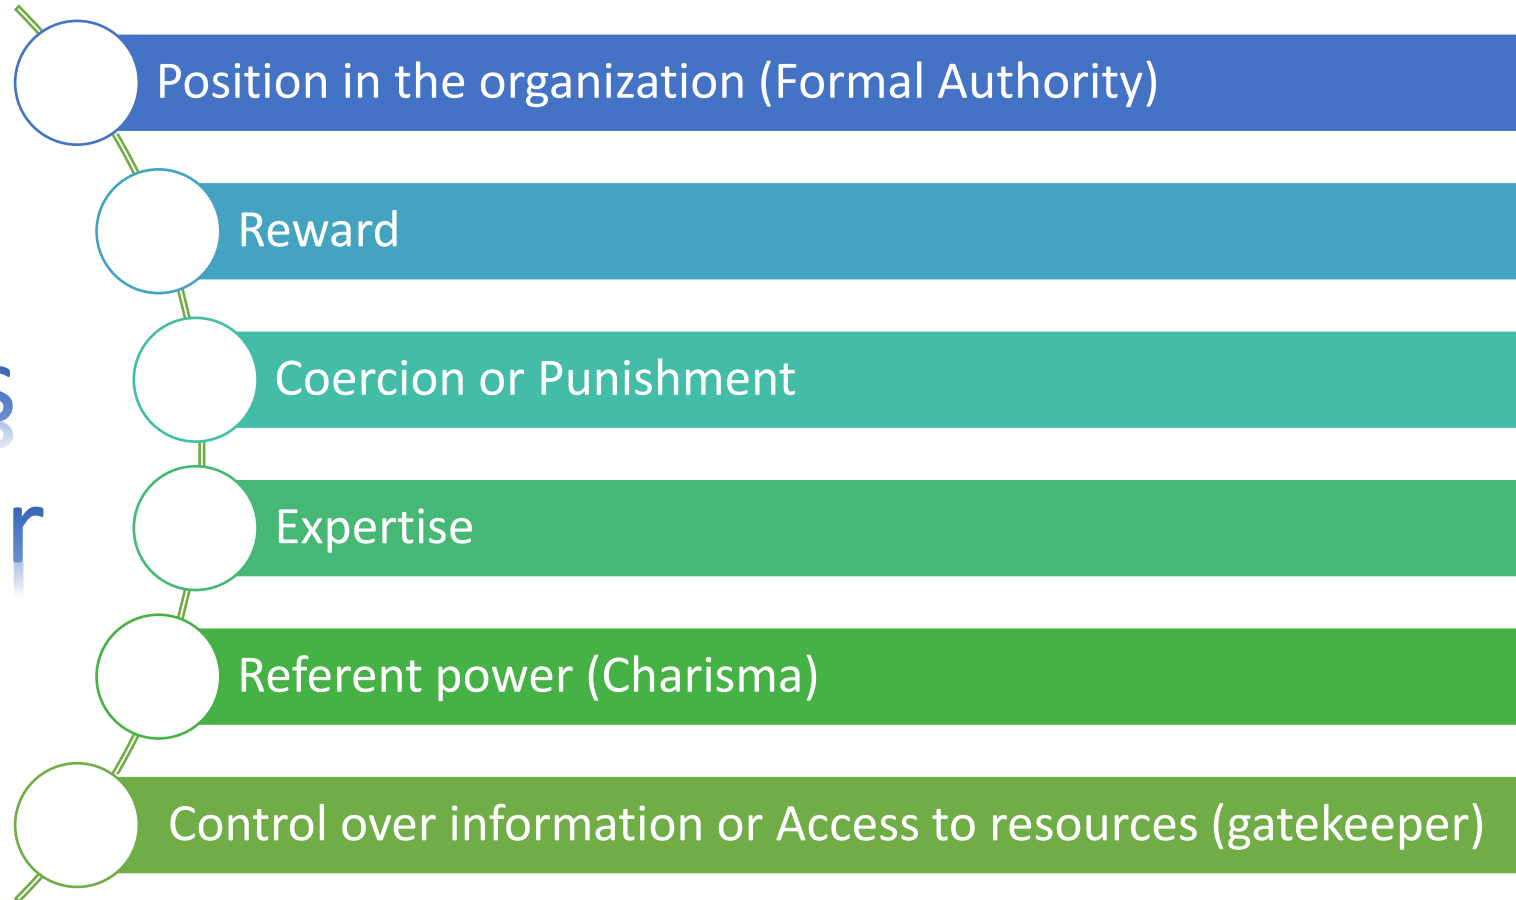 Position in the organization (Formal Authority)
Reward
Coercion or Punishment
Expertise
Referent power (Charisma)
Control over information or Access to resources (gatekeeper)